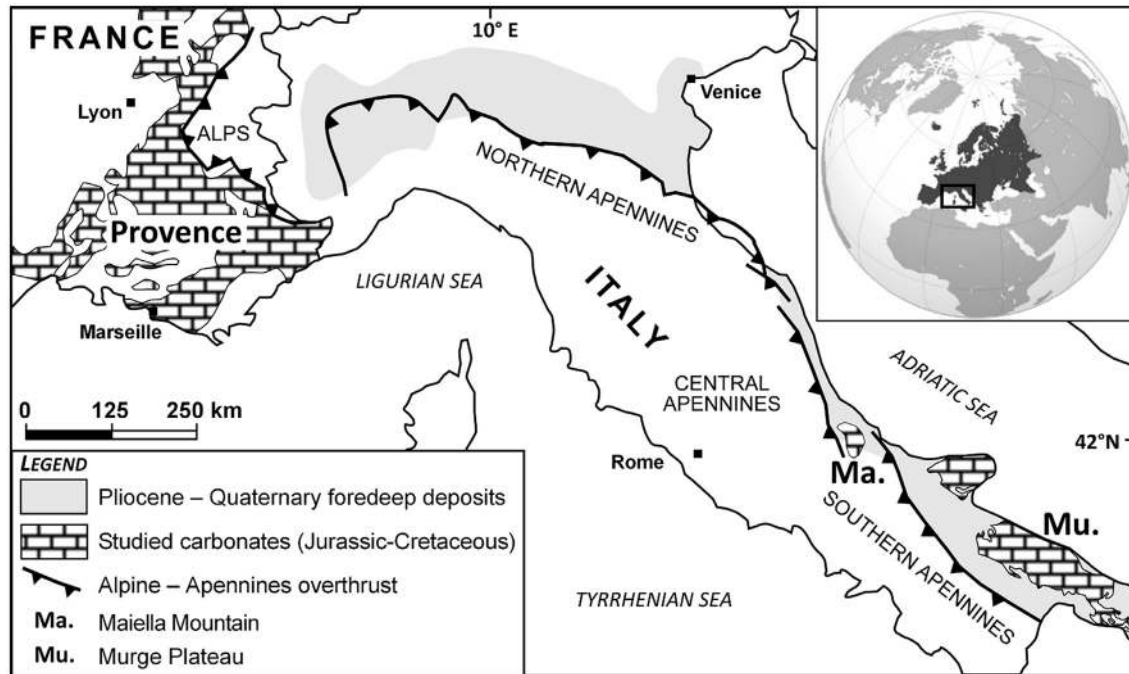 FRANCE
10° E
Lyon
Venice
ALPS
NORTHERN APENNINES
Provence
LIGURIAN SEA
ITALY
Marseille
ADRIATIC SEA
CENTRAL
APENNINES
0 125 250 km
42°N
Rome
Ma.
Mu.
SOUTHERN APENNINES
TYRRHENIAN SEA
LEGEND
Pliocene – Quaternary foredeep deposits
Studied carbonates (Jurassic-Cretaceous)
Alpine – Apennines overthrust
Ma. Maiella Mountain
Mu. Murge Plateau